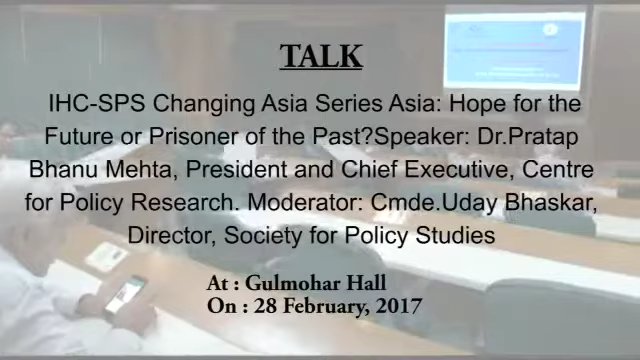 TALK
IHC-SPS Changing Asia Series Asia: Hope for the
Future or Prisoner of the Past?Speaker: Dr.Pratap
Bhanu Mehta, President and Chief Executive, Centre
for Policy Research. Moderator: Cmde.Uday Bhaskar,
Director, Society for Policy Studies
At : Gulmohar Hall
On : 28 February, 2017